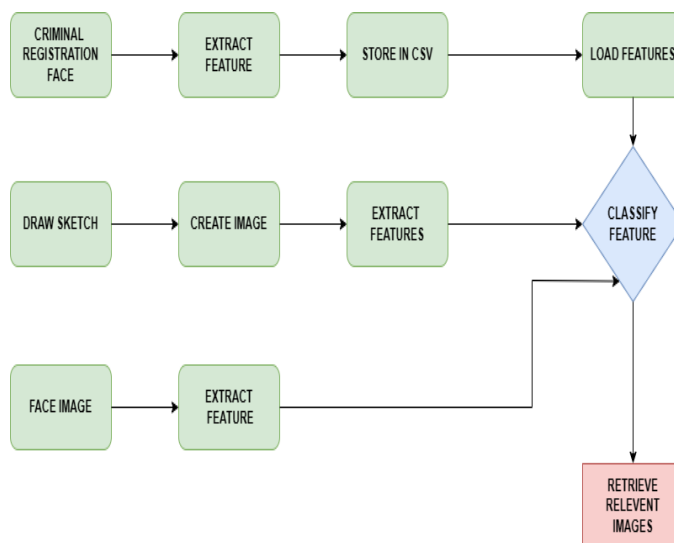 CRIMINAL
REGISTRATION
FACE
EXTRACT
FEATURE
STORE IN CSV
LOAD FEATURES
DRAW SKETCH
CREATE IMAGE
EXTRACT
FEATURES
CLASSIFY
FEATURE
FACE IMAGE
EXTRACT
FEATURE
RETRIEVE
RELEVENT
IMAGES